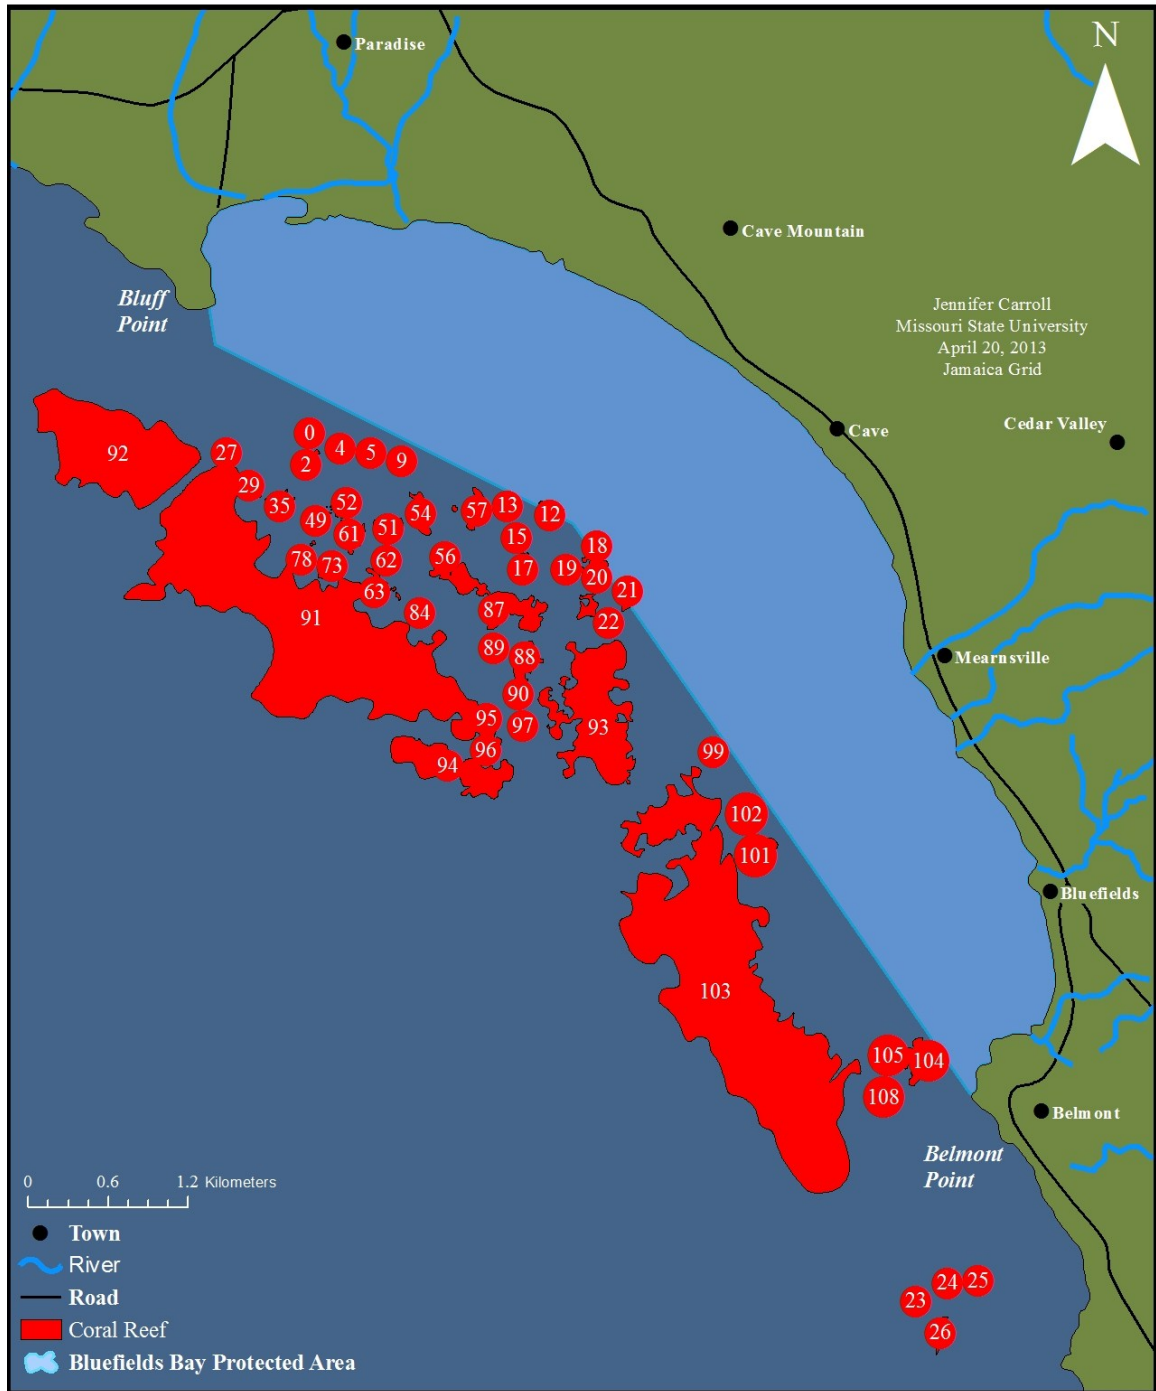 Paradise
N
Cave Mountain
Bluff
Point
Jennifer Carroll
Missouri State University
April 20, 2013
Jamaica Grid
Cedar Valley
Cave
0
4
5
9
2
27
92
29
35
52
49
61
51
54
57
13
12
15
18
78
73
62
56
17
19
20
21
63
84
91
87
22
89
88
Mearnsville
90
95
97
93
96
94
99
102
101
Bluefields
103
105
104
108
Belmont
Belmont
Point
0 0.6 1.2 Kilometers
Town
River
Road
Coral Reef
Bluefields Bay Protected Area
23
24
25
26